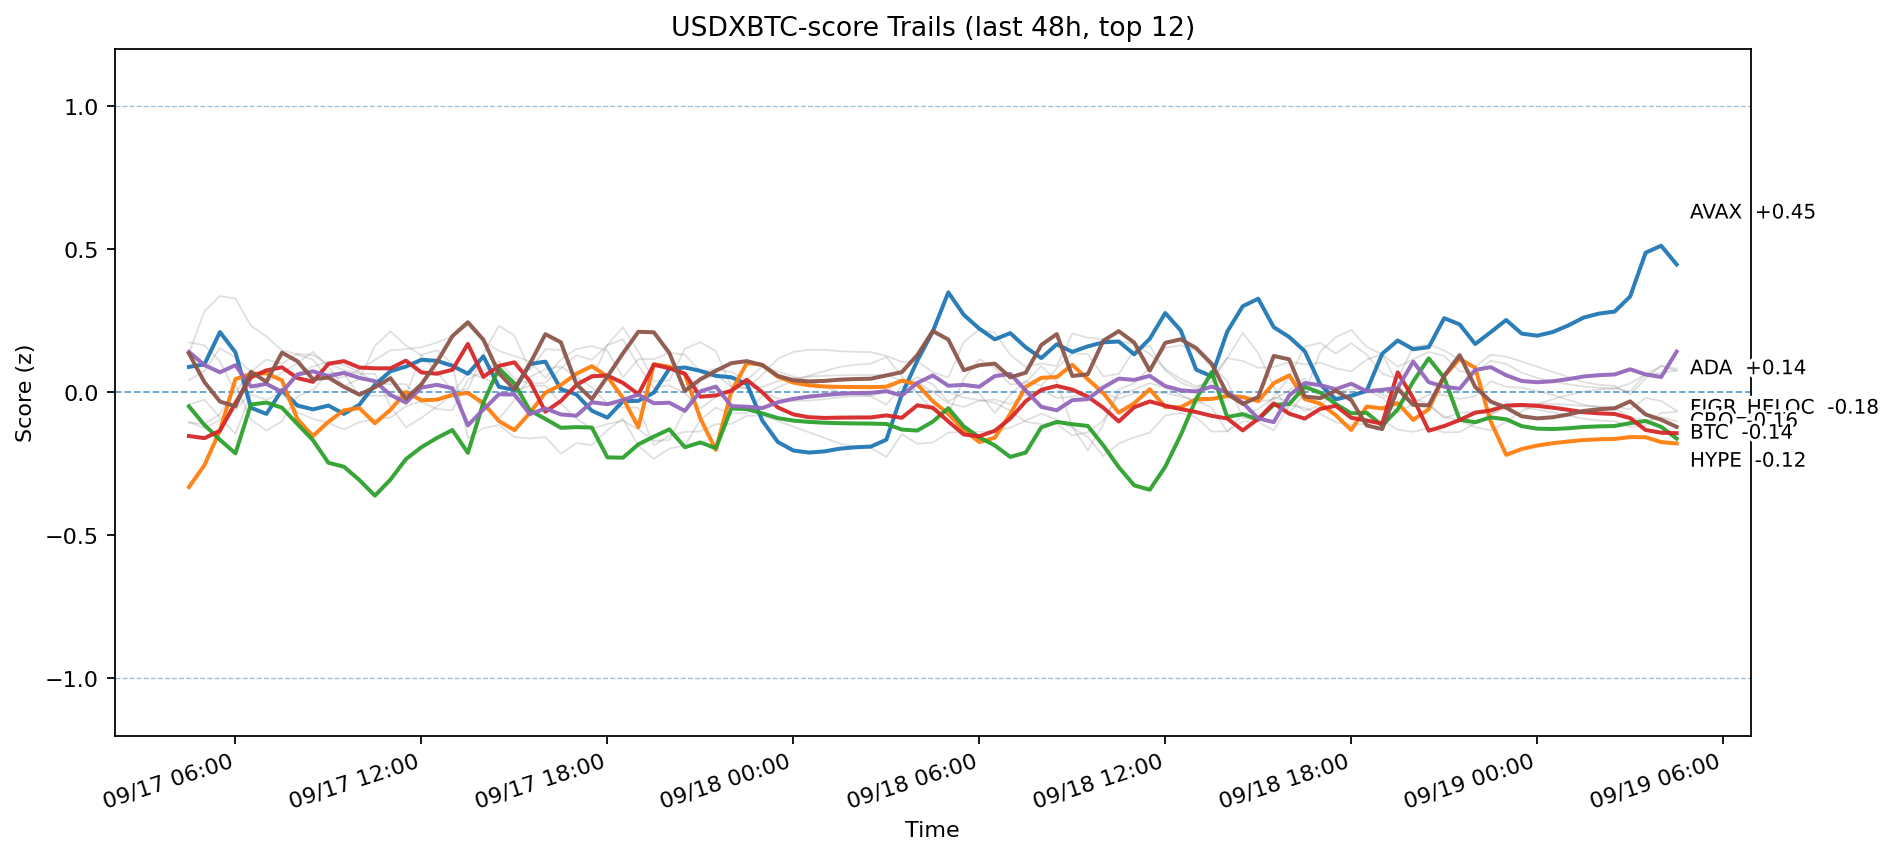 USDXBTC-score Trails (last 48h, top 12)
Score (z)
1.0
0.5
0.0
−0.5
−1.0
AVAX +0.45
ADA +0.14
FIGR_HELOC -0.18
CRO -0.16
BTC -0.14
HYPE -0.12
09/17 06:00
09/17 12:00
09/17 18:00
09/18 00:00
09/18 06:00
09/18 12:00
09/18 18:00
09/19 00:00
09/19 06:00
Time